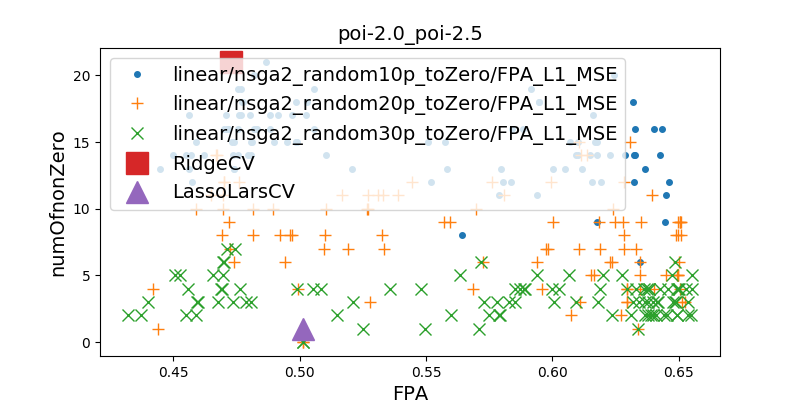 poi-2.0_poi-2.5
linear/nsga2_random10p_toZero/FPA_L1_MSE
linear/nsga2_random20p_toZero/FPA_L1_MSE
linear/nsga2_random30p_toZero/FPA_L1_MSE
RidgeCV
LassoLarsCV
numOfnonZero
20
15
10
5
0
0.45
0.50
0.55
0.60
0.65
FPA